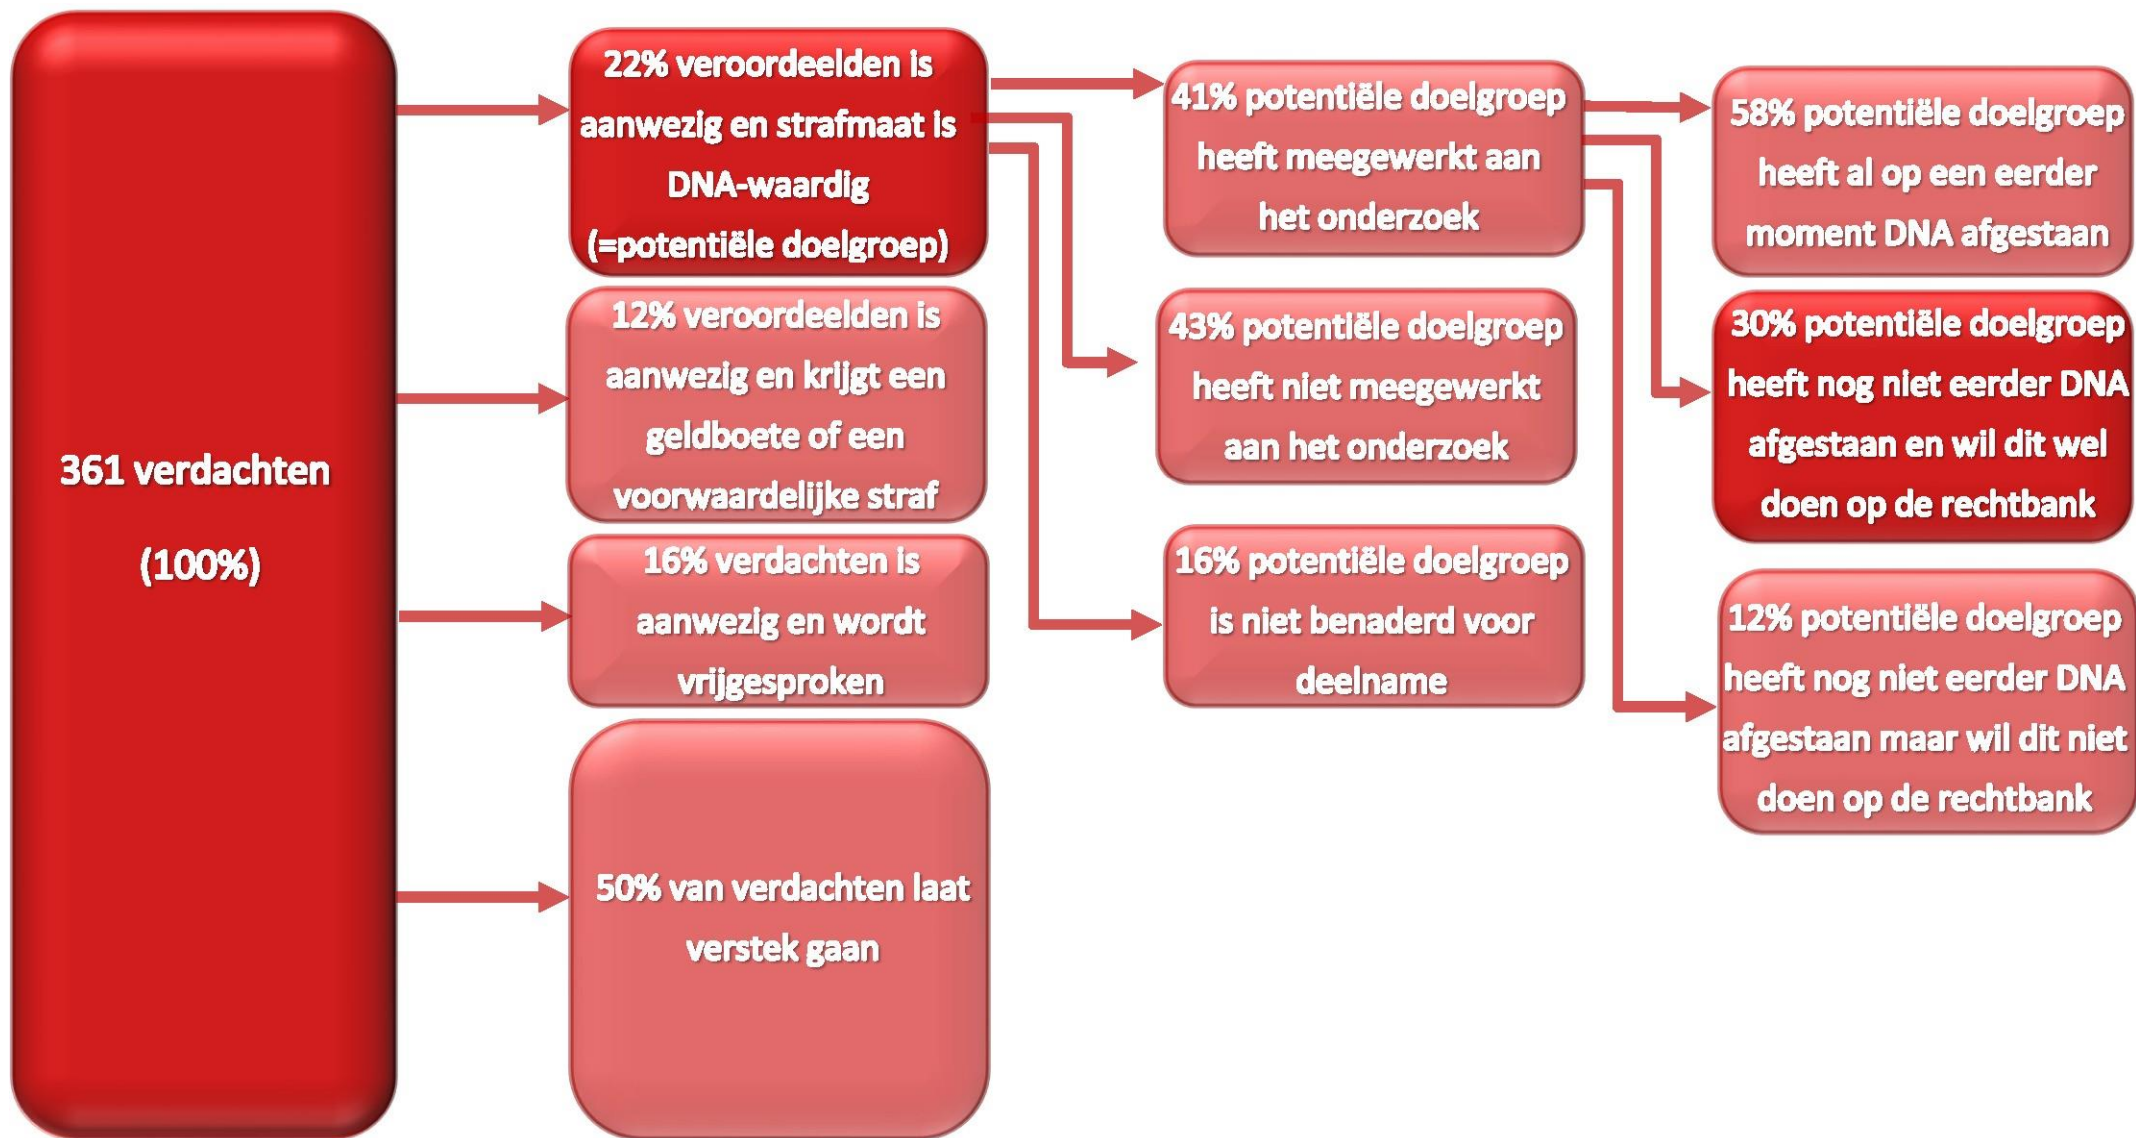 361 verdachten
(100%)
22% veroordeelden is
aanwezig en strafmaat is
DNA-waardig
(=potentiële doelgroep)
12% veroordeelden is
aanwezig en krijgt een
geldboete of een
voorwaardelijke straf
16% verdachten is
aanwezig en wordt
vrijgesproken
50% van verdachten laat
verstek gaan
41% potentiële doelgroep
heeft meegewerkt aan
het onderzoek
43% potentiële doelgroep
heeft niet meegewerkt
aan het onderzoek
16% potentiële doelgroep
is niet benaderd voor
deelname
58% potentiële doelgroep
heeft al op een eerder
moment DNA afgestaan
30% potentiële doelgroep
heeft nog niet eerder DNA
afgestaan en wil dit wel
doen op de rechtbank
12% potentiële doelgroep
heeft nog niet eerder DNA
afgestaan maar wil dit niet
doen op de rechtbank